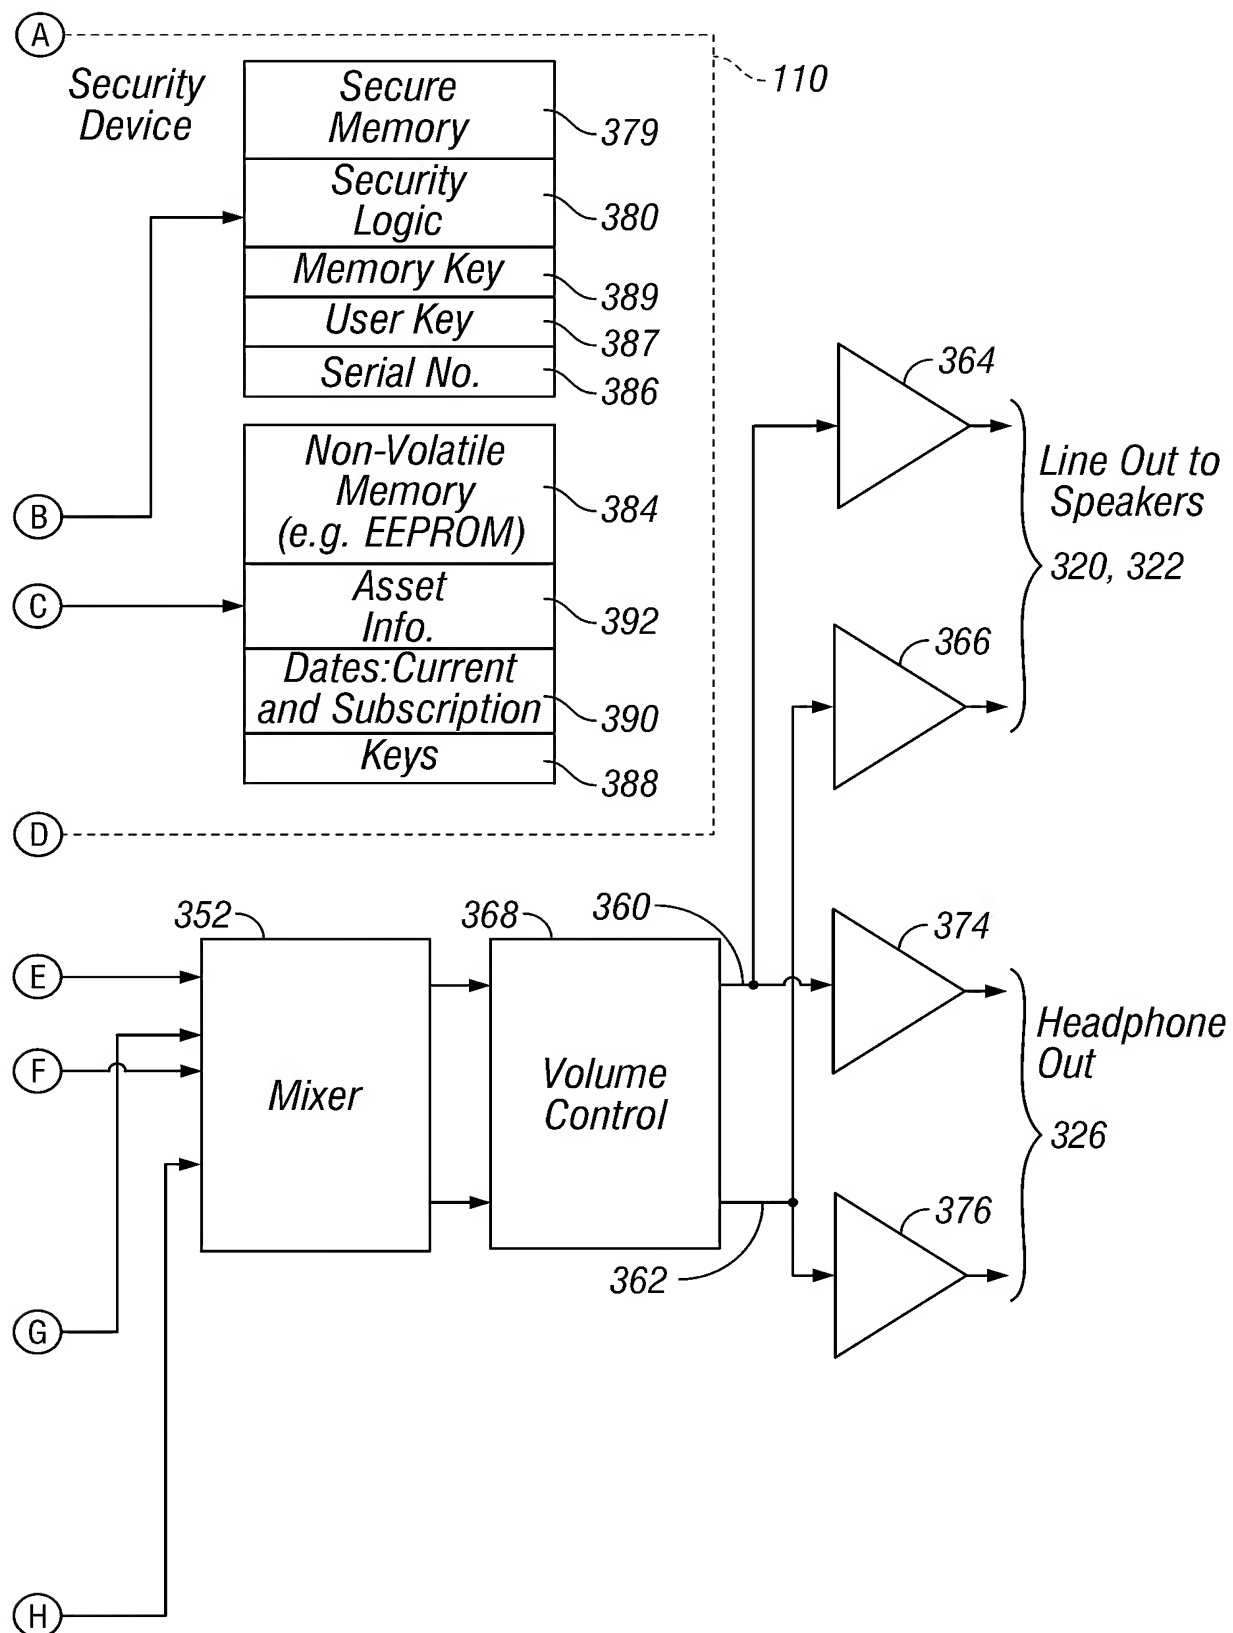 A
Security
Device
110
Secure
Memory
379
Security
Logic
380
Memory Key
389
User Key
387
Serial No.
386
B
Non-Volatile
Memory
(e.g. EEPROM)
384
C
Asset
Info.
392
Dates:Current
and Subscription
390
Keys
388
D
364
Line Out to
Speakers
320, 322
366
352
368
360
374
E
F
Mixer
Volume
Control
Headphone
Out
326
362
376
G
H